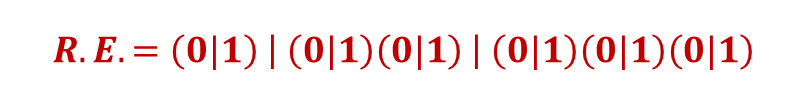 R. E. = (0|1) | (0|1)(0|1) | (0|1)(0|1)(0|1)